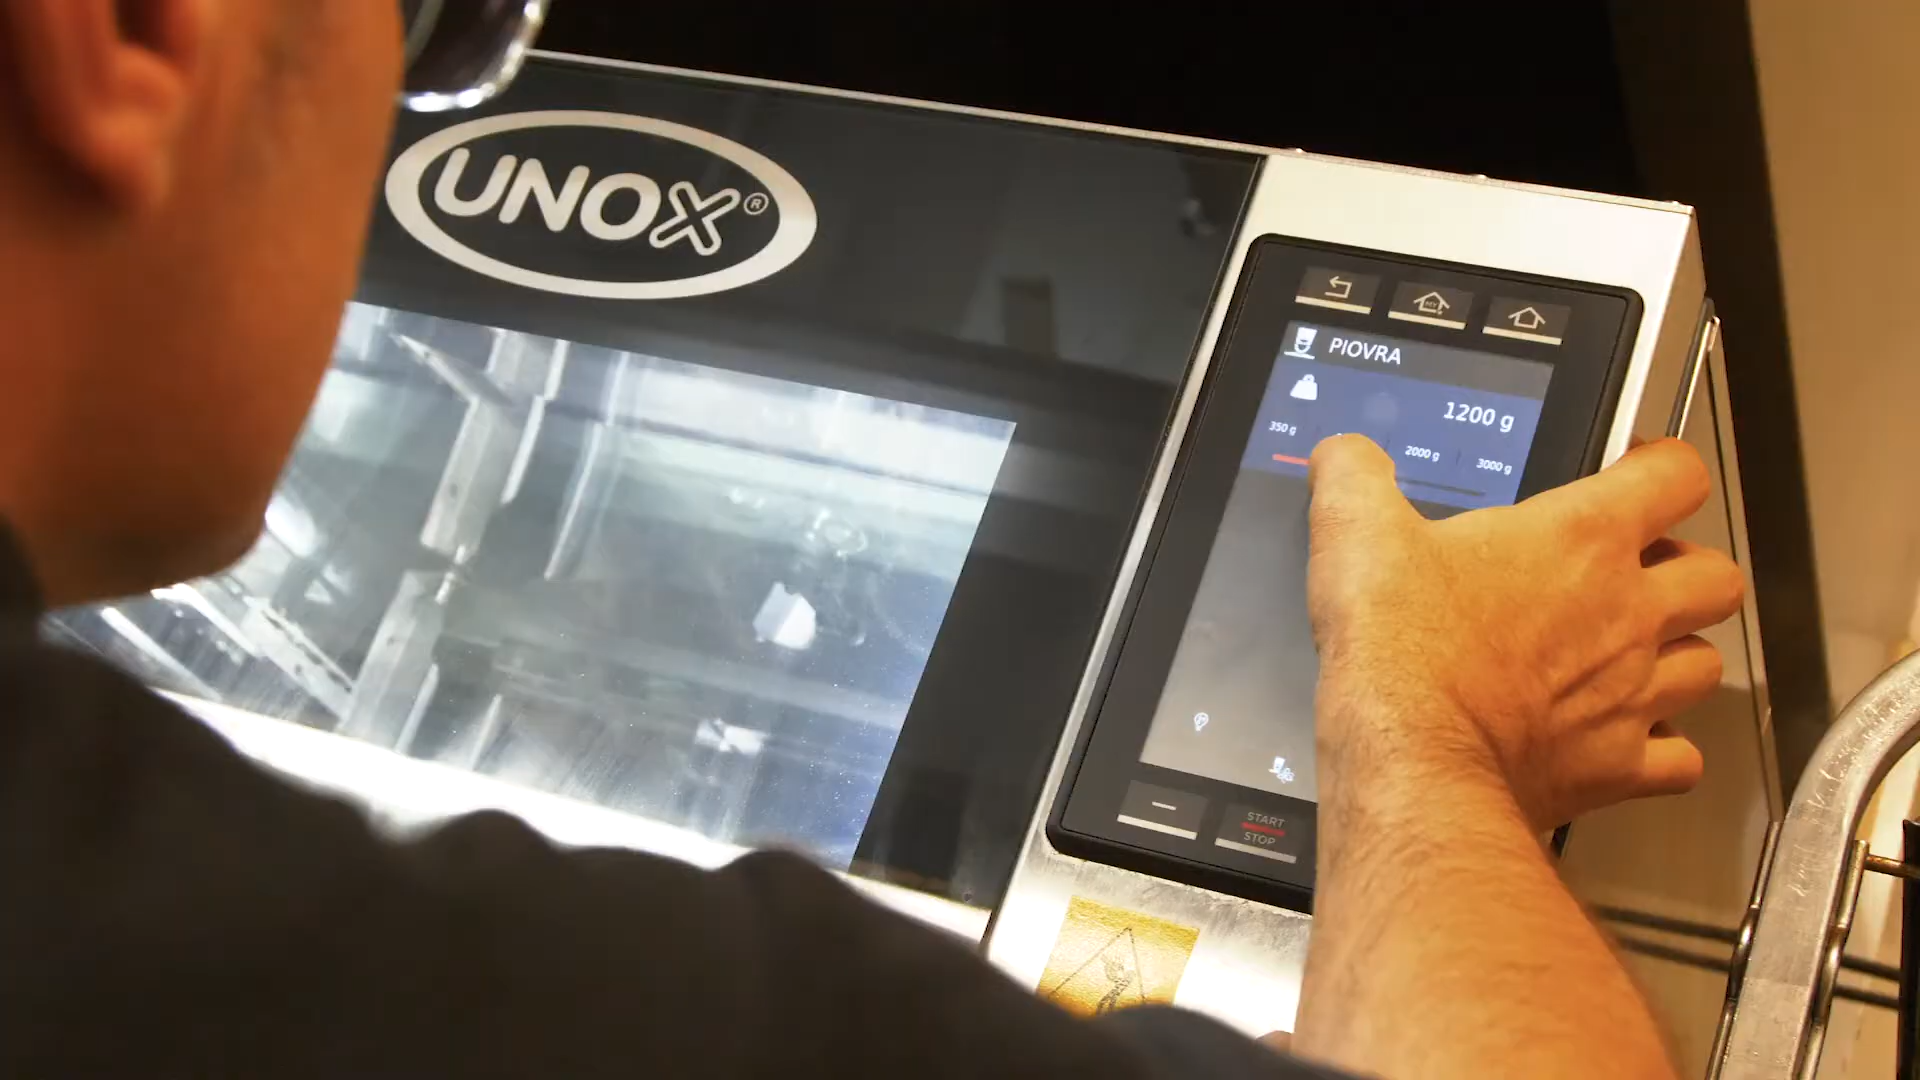 UNOX®
PIOVRA
1200 g
350 g
2000 g
3000 g
START
STOP